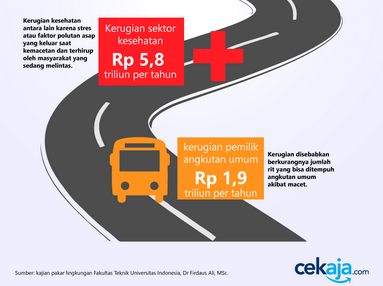 Kerugian kesehatan
antara lain karena stres
atau faktor polutan asap
yang keluar saat
kemacetan dan terhirup
oleh masyarakat yang
sedang melintas.
Kerugian sektor
kesehatan
Rp 5,8
triliun per tahun
kerugian pemilik
angkutan umum
Rp 1,9
triliun per tahun
Kerugian disebabkan
berkurangnya jumlah
rit yang bisa ditempuh
angkutan umum
akibat macet.
Sumber: kajian pakar lingkungan Fakultas Teknik Universitas Indonesia, Dr Firdaus Ali, MSc.
cekaja.com